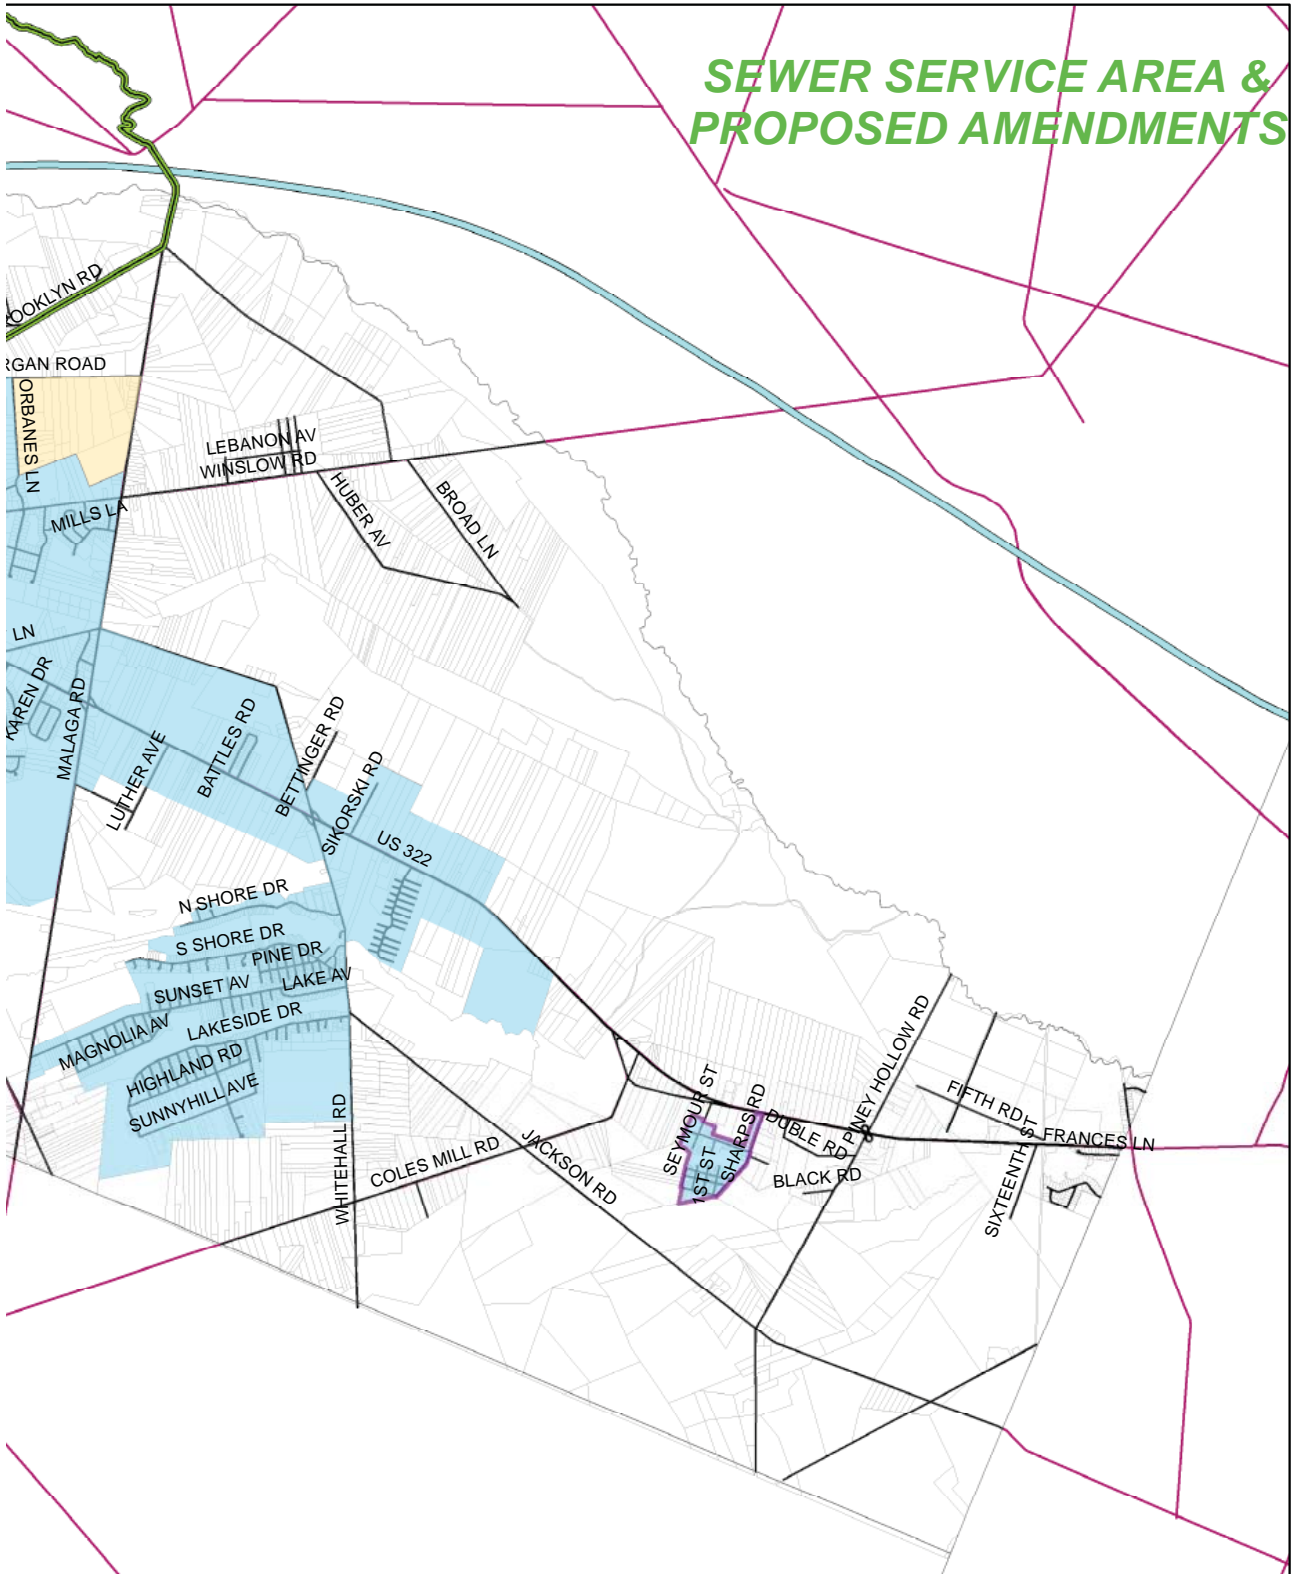 SEWER SERVICE AREA &
PROPOSED AMENDMENTS
OOKLYN RD
RGAN ROAD
ORBANES LN
LEBANON AV
WINSLOW RD
HUBER AV
BROAD LN
MILLS LA
LN
KAREN DR
MALAGA RD
LUTHER AVE
BATTLES RD
BETTINGER RD
SIKORSKI RD
US 322
N SHORE DR
S SHORE DR
PINE DR
SUNSET AV
LAKE AV
MAGNOLIA AV
LAKESIDE DR
HIGHLAND RD
SUNNYHILL AVE
WHITEHALL RD
COLES MILL RD
JACKSON RD
SEYMOUR ST
1ST ST
SHARPS RD
DUBLE RD
BLACK RD
PINEY HOLLOW RD
FIFTH RD
FRANCES LN
SIXTEENTH ST